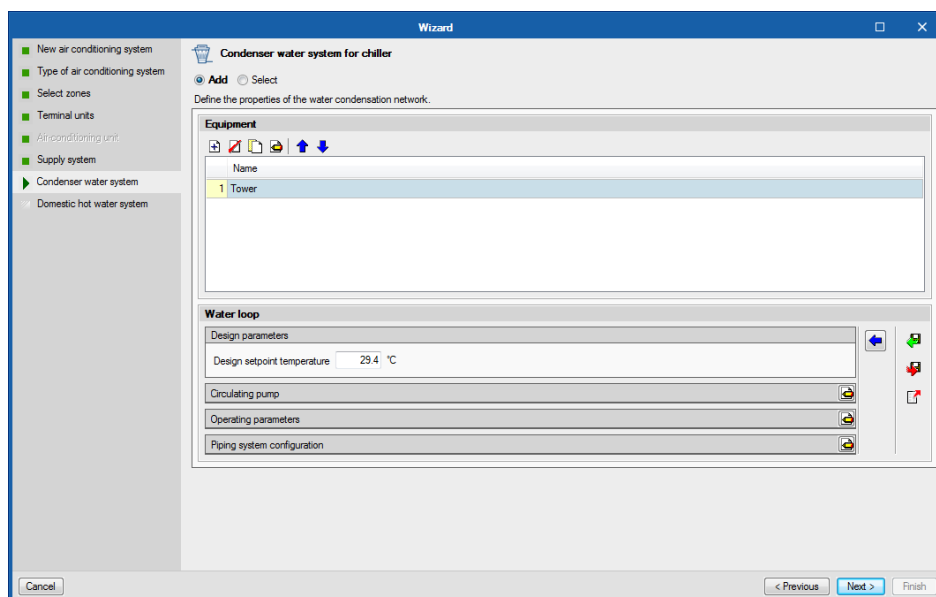 Wizard
New air conditioning system
Type of air conditioning system
Select zones
Terminal units
Air-conditioning unit
Supply system
Condenser water system
Domestic hot water system
Condenser water system for chiller
Add Select
Define the properties of the water condensation network.
Equipment
Name
1 Tower
Water loop
Design parameters
Design setpoint temperature 29.4 °C
Circulating pump
Operating parameters
Piping system configuration
Cancel < Previous Next > Finish